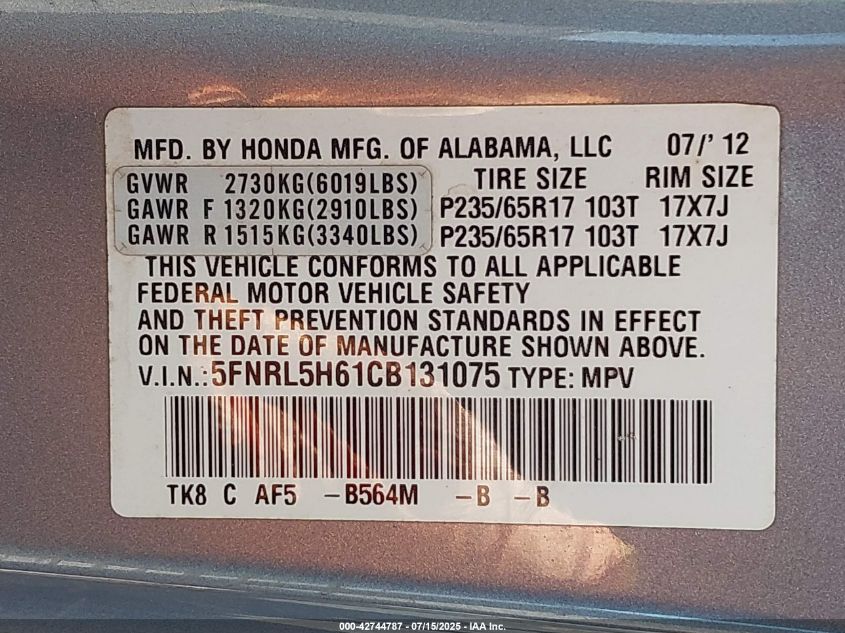 MFD. BY HONDA MFG. OF ALABAMA, LLC 07/' 12
GVWR 2730KG(6019LBS) TIRE SIZE RIM SIZE
GAWR F 1320KG(2910LBS) P235/65R17 103T 17X7J
GAWR R 1515KG(3340LBS) P235/65R17 103T 17X7J
THIS VEHICLE CONFORMS TO ALL APPLICABLE
FEDERAL MOTOR VEHICLE SAFETY
AND THEFT PREVENTION STANDARDS IN EFFECT
ON THE DATE OF MANUFACTURE SHOWN ABOVE.
V.I.N.: 5FNRL5H61CB131075 TYPE: MPV
TK8 C AF5 -B564M -B -B
000-42744787 - 07/15/2025 - IAA Inc.